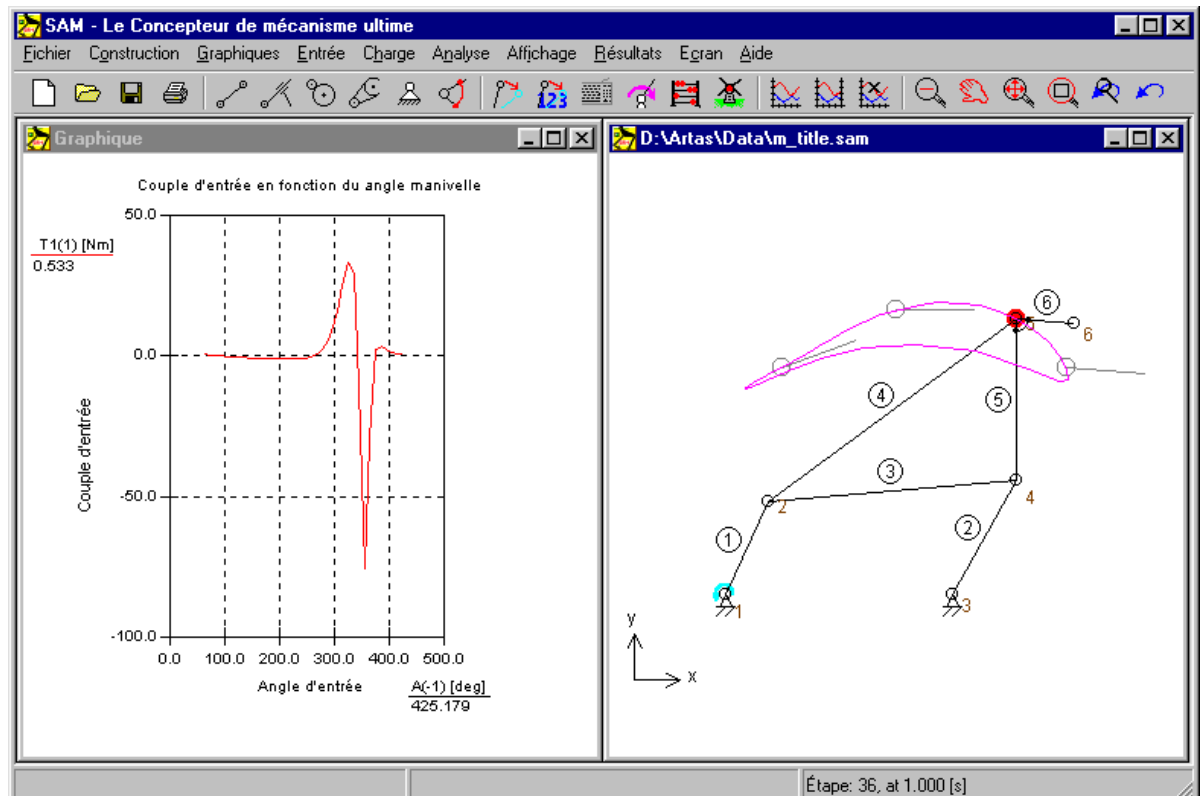 SAM - Le Concepteur de mécanisme ultime
Fichier Construction Graphiques Entrée Charge Analyse Affichage Résultats Ecran Aide
123
Graphique
Couple d'entrée en fonction du angle manivelle
50.0
T1(1) [Nm]
0.533
0.0
Couple d'entrée
-50.0
-100.0
0.0 100.0 200.0 300.0 400.0 500.0
Angle d'entrée
A(-1) [deg]
425.179
D:\Artas\Data\m_title.sam
6
6
4
5
3
2
4
1
2
1
3
y
x
Étape: 36, at 1.000 [s]